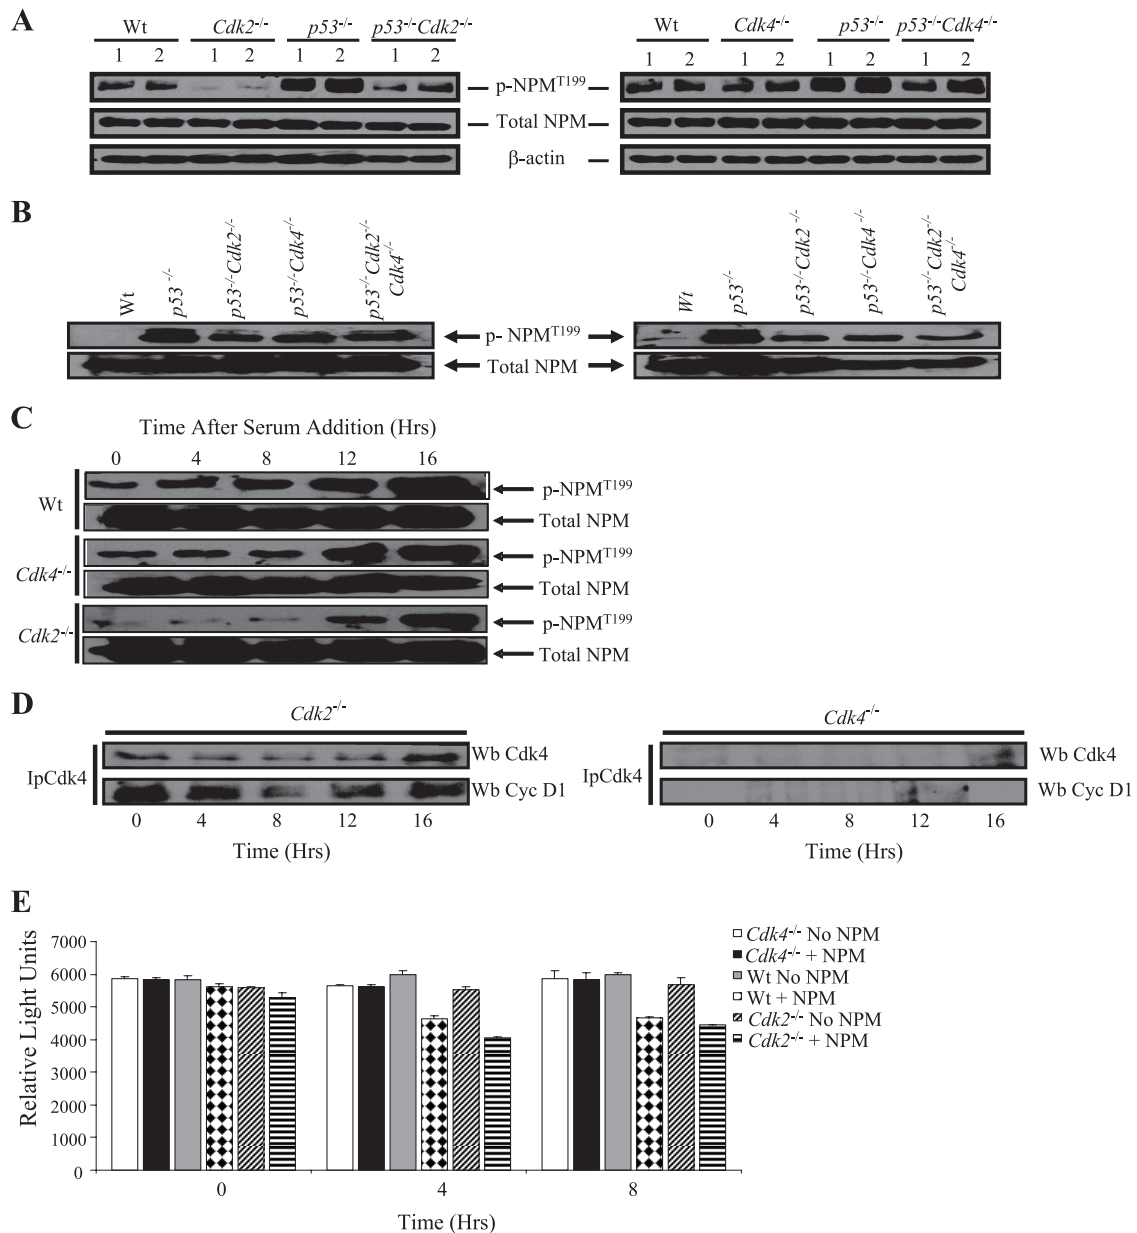 A
Wt Cdk2-/- p53-/- p53-/-Cdk2-/- Wt Cdk4-/- p53-/- p53-/-Cdk4-/-
1 2 1 2 1 2 1 2 1 2 1 2 1 2 1 2
p-NPMT199
Total NPM
β-actin
B
Wt p53-/- p53-/-Cdk2-/- p53-/-Cdk4-/- p53-/-Cdk2-/- Cdk4-/- Wt p53-/- p53-/-Cdk2-/- p53-/-Cdk4-/- p53-/-Cdk2-/- Cdk4-/-
p- NPMT199
Total NPM
C
Time After Serum Addition (Hrs)
0 4 8 12 16
Wt
p-NPMT199
Total NPM
Cdk4-/-
p-NPMT199
Total NPM
Cdk2-/-
p-NPMT199
Total NPM
D
Cdk2-/- Cdk4-/-
IpCdk4 Wb Cdk4 IpCdk4 Wb Cdk4
Wb Cyc D1 Wb Cyc D1
0 4 8 12 16 0 4 8 12 16
Time (Hrs) Time (Hrs)
E
Relative Light Units
7000
6000
5000
4000
3000
2000
1000
0
0 4 8
Time (Hrs)
Cdk4-/- No NPM
Cdk4-/- + NPM
Wt No NPM
Wt + NPM
Cdk2-/- No NPM
Cdk2-/- + NPM